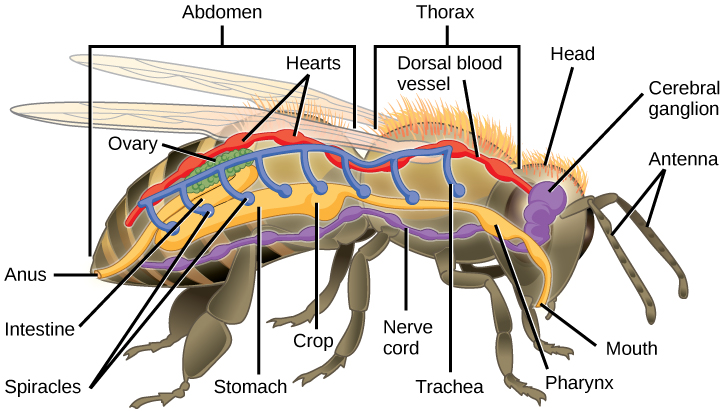 Abdomen
Thorax
Hearts
Dorsal blood
vessel
Head
Cerebral
ganglion
Ovary
Antenna
Anus
Intestine
Spiracles
Stomach
Crop
Nerve
cord
Trachea
Pharynx
Mouth